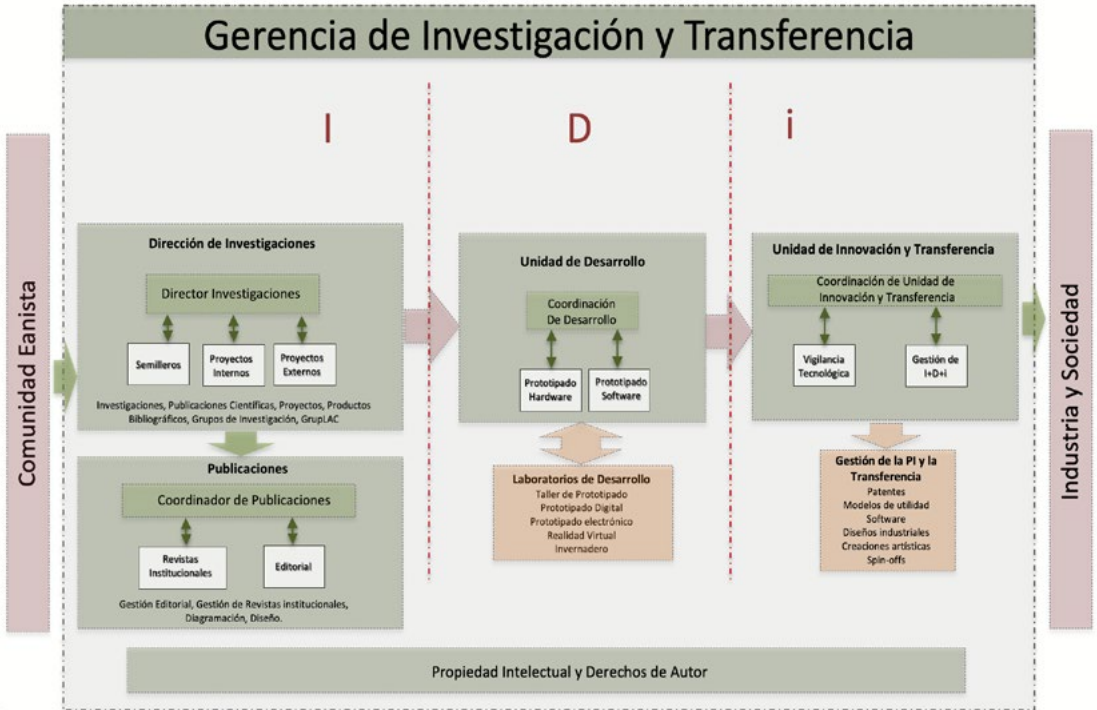 Gerencia de Investigación y Transferencia
I
D
i
Comunidad Eanista
Dirección de Investigaciones
Director Investigaciones
Semilleros
Proyectos
Internos
Proyectos
Externos
Investigaciones, Publicaciones Científicas, Proyectos, Productos
Bibliográficos, Grupos de Investigación, GrupLAC
Publicaciones
Coordinador de Publicaciones
Revistas
Institucionales
Editorial
Gestión Editorial, Gestión de Revistas institucionales,
Diagramación, Diseño.
Unidad de Desarrollo
Coordinación
De Desarrollo
Prototipado
Hardware
Prototipado
Software
Laboratorios de Desarrollo
Taller de Prototipado
Prototipado Digital
Prototipado electrónico
Realidad Virtual
Invernadero
Unidad de Innovación y Transferencia
Coordinación de Unidad de
Innovación y Transferencia
Vigilancia
Tecnológica
Gestión de
I+D+i
Gestión de la PI y la
Transferencia
Patentes
Modelos de utilidad
Software
Diseños industriales
Creaciones artísticas
Spin-offs
Industria y Sociedad
Propiedad Intelectual y Derechos de Autor